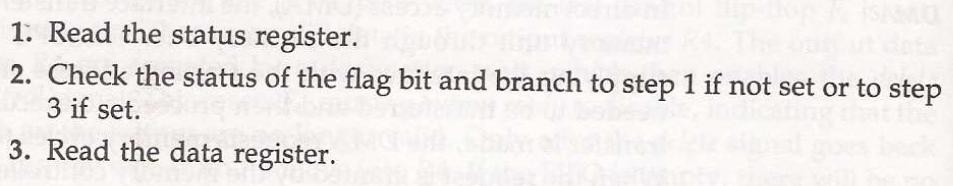 1. Read the status register.
2. Check the status of the flag bit and branch to step 1 if not set or to step
3 if set.
3. Read the data register.